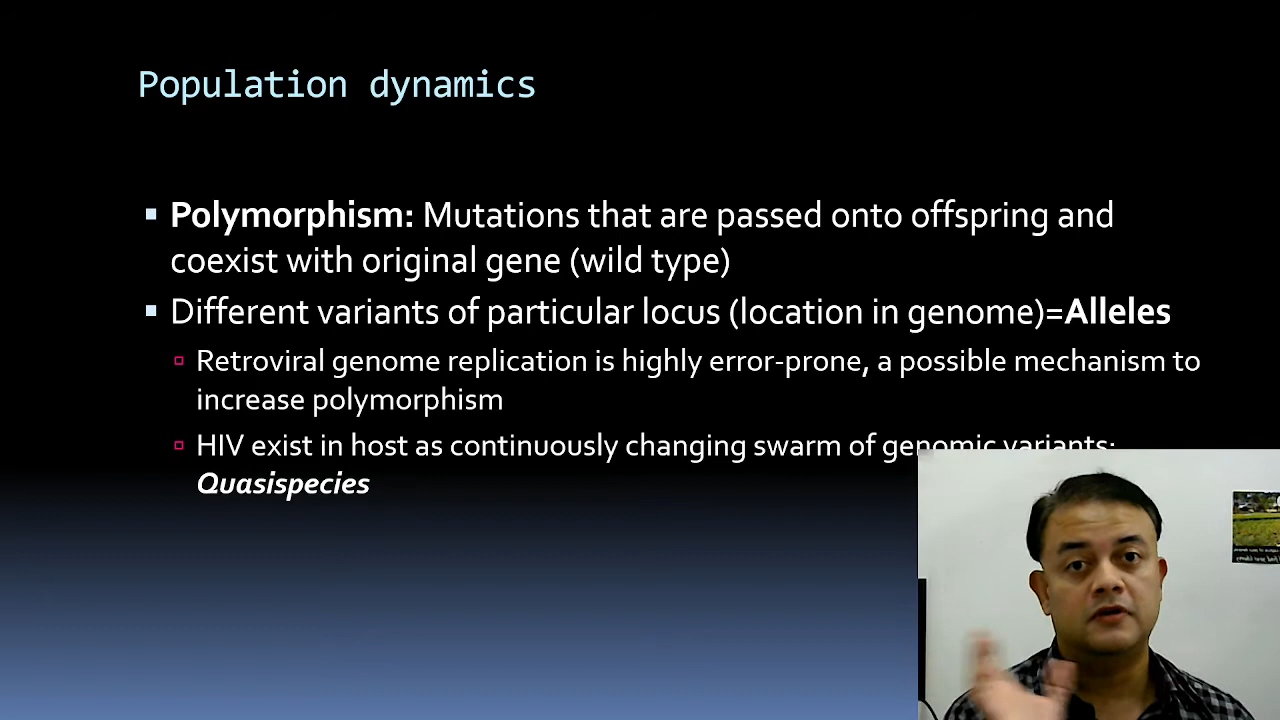 Population dynamics
Polymorphism: Mutations that are passed onto offspring and
coexist with original gene (wild type)
Different variants of particular locus (location in genome)=Alleles
Retroviral genome replication is highly error-prone, a possible mechanism to
increase polymorphism
HIV exist in host as continuously changing swarm of genomic variants:
Quasispecies